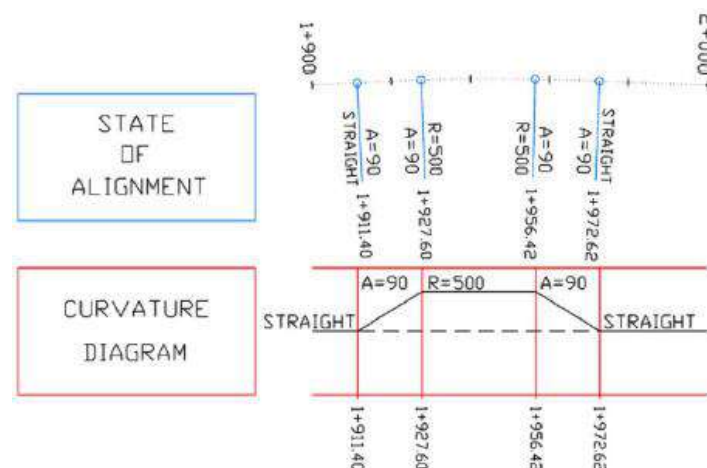 1+900
2+000
STATE
OF
ALIGNMENT
STRAIGHT
A=90
A=90
R=500
R=500
A=90
A=90
STRAIGHT
1+911.40
1+927.60
1+956.42
1+972.62
CURVATURE
DIAGRAM
A=90
R=500
A=90
STRAIGHT
STRAIGHT
1+911.40
1+927.60
1+956.42
1+972.62